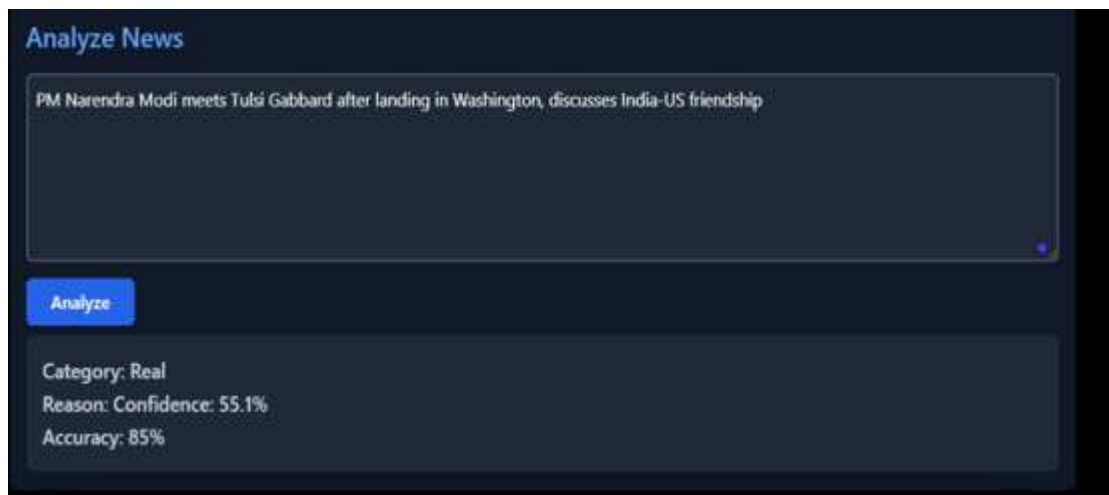 Analyze News
PM Narendra Modi meets Tulsi Gabbard after landing in Washington, discusses India-US friendship
Analyze
Category: Real
Reason: Confidence: 55.1%
Accuracy: 85%